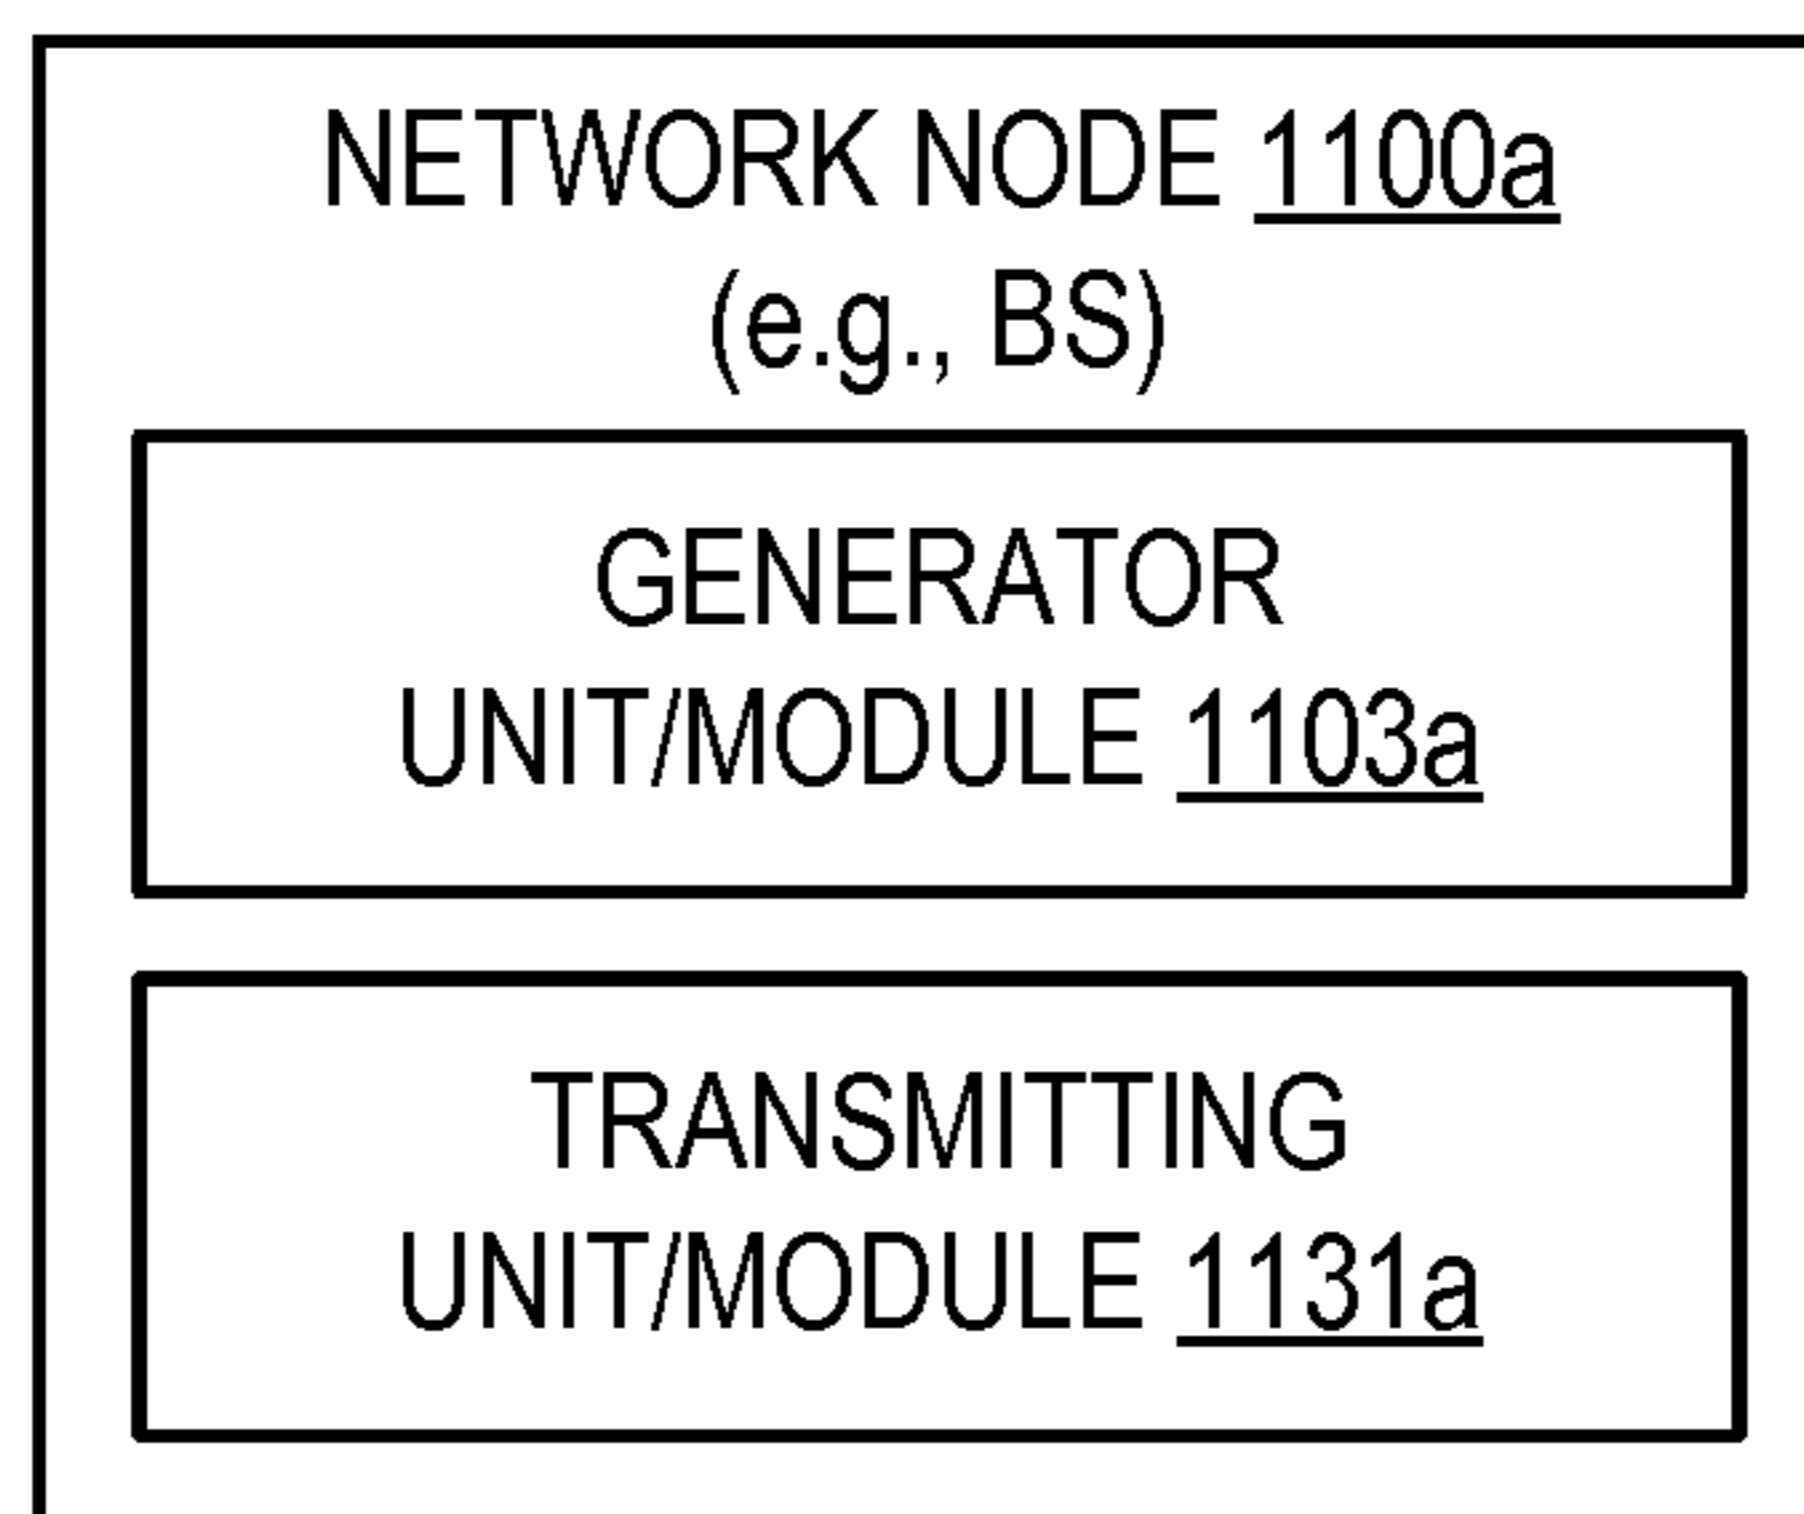 NETWORK NODE 1100a
(e.g., BS)
GENERATOR
UNIT/MODULE 1103a
TRANSMITTING
UNIT/MODULE 1131a